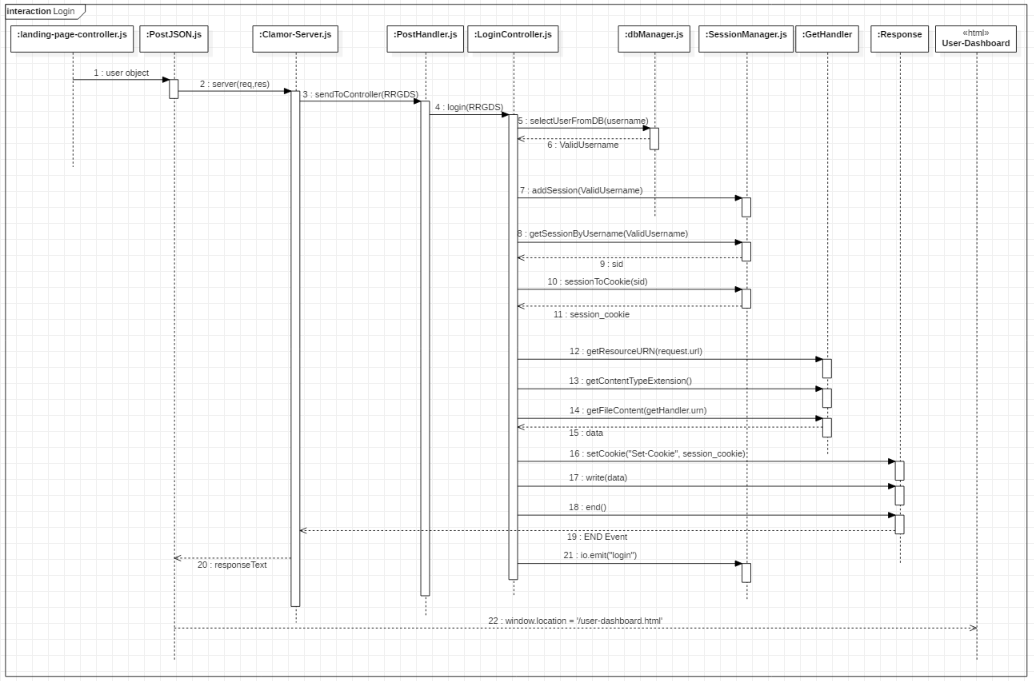 interaction Login
:landing-page-controller.js
:PostJSON.js
:Clamor-Server.js
:PostHandler.js
:LoginController.js
:dbManager.js
:SessionManager.js
:GetHandler
:Response
«html»
User-Dashboard
1 : user object
2 : server(req,res)
3 : sendToController(RRGDS)
4 : login(RRGDS)
5 : selectUserFromDB(username)
6 : ValidUsername
7 : addSession(ValidUsername)
8 : getSessionByUsername(ValidUsername)
9 : sid
10 : sessionToCookie(sid)
11 : session_cookie
12 : getResourceURN(request.url)
13 : getContentTypeExtension()
14 : getFileContent(getHandler.urn)
15 : data
16 : setCookie("Set-Cookie", session_cookie)
17 : write(data)
18 : end()
19 : END Event
20 : responseText
21 : io.emit("login")
22 : window.location = '/user-dashboard.html'